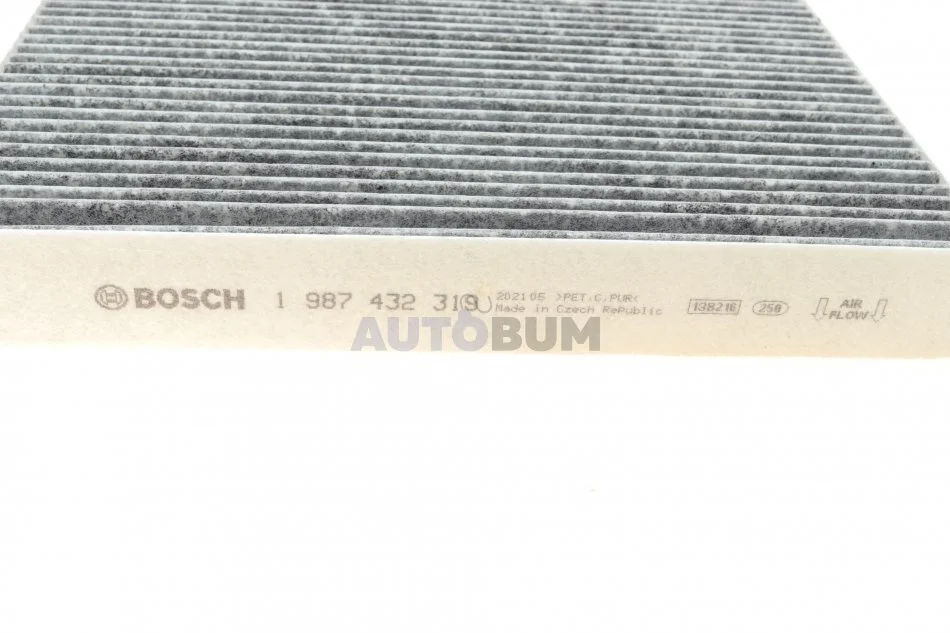 BOSCH 1 987 432 319
202105 >PET,C,PUR<
Made in Czech Republic
138216
258
AIR
FLOW
AUTOBUM